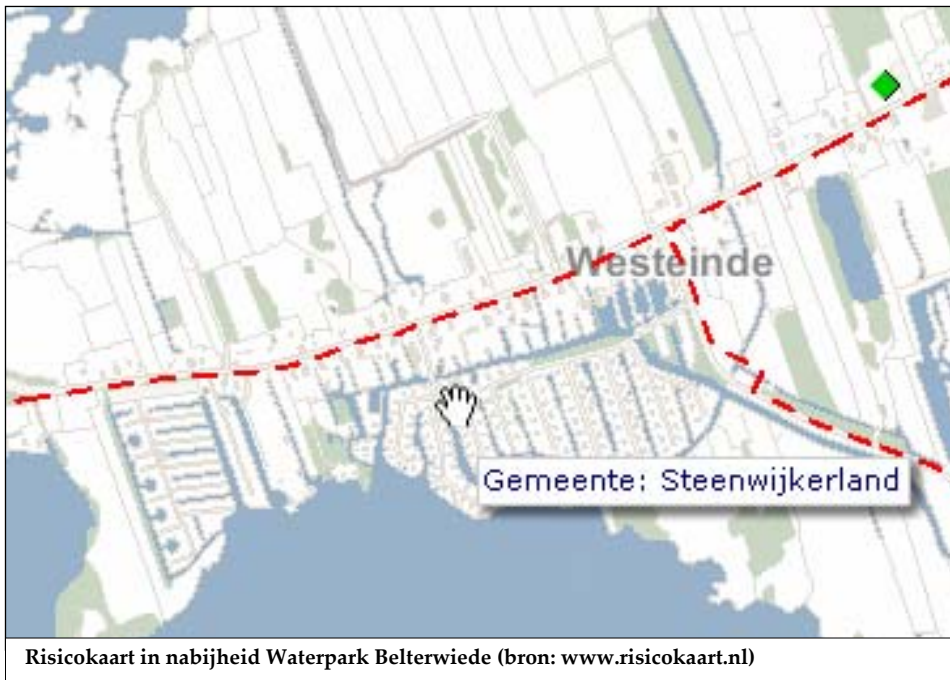 Westeinde
Gemeente: Steenwijkerland
Risicokaart in nabijheid Waterpark Belterwiede (bron: www.risicokaart.nl)